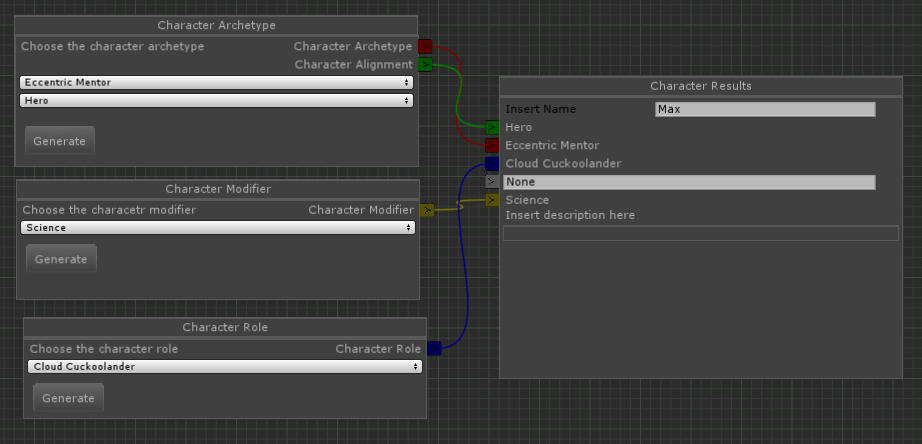 Character Archetype
Choose the character archetype
Character Archetype
Character Alignment
Eccentric Mentor
Hero
Generate
Character Modifier
Choose the characetr modifier
Character Modifier
Science
Generate
Character Role
Choose the character role
Character Role
Cloud Cuckoolander
Generate
Character Results
Insert Name
Max
Hero
Eccentric Mentor
Cloud Cuckoolander
None
Science
Insert description here